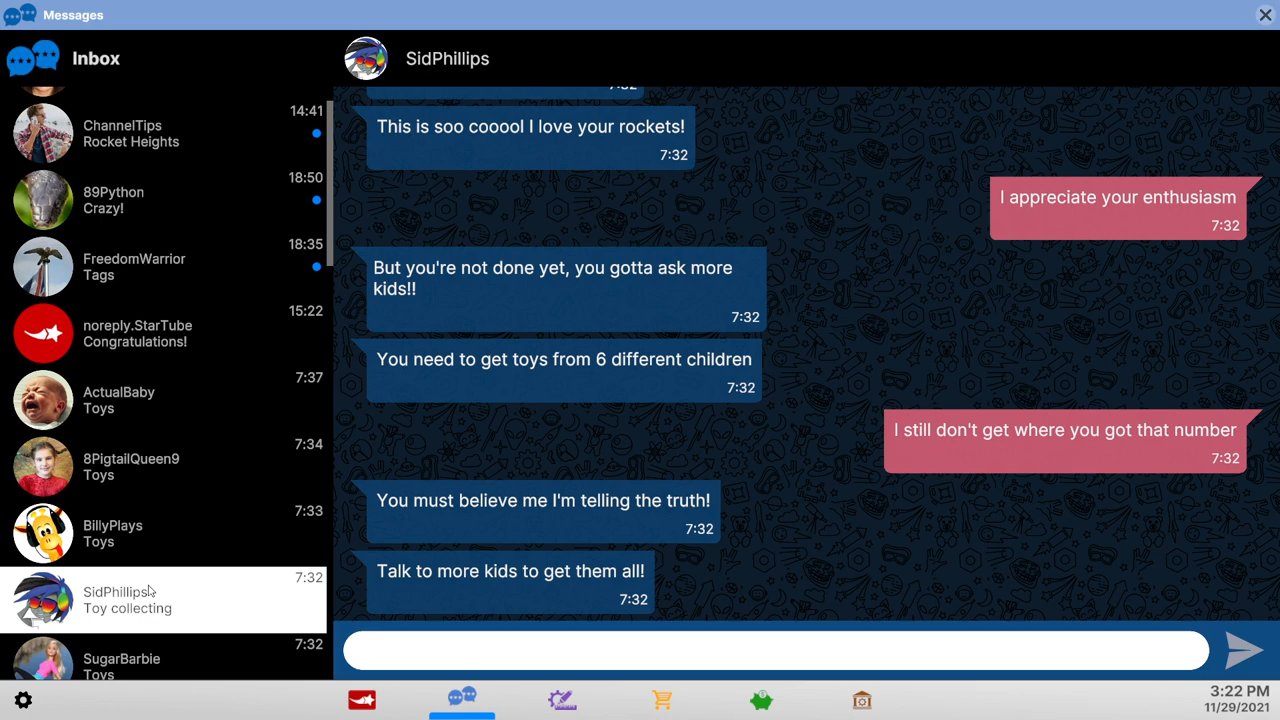 Messages
Inbox
14:41
ChannelTips
Rocket Heights
18:50
89Python
Crazy!
18:35
FreedomWarrior
Tags
15:22
noreply.StarTube
Congratulations!
7:37
ActualBaby
Toys
7:34
8PigtailQueen9
Toys
7:33
BillyPlays
Toys
7:32
SidPhillips
Toy collecting
7:32
SugarBarbie
Toys
SidPhillips
7:32
This is soo cooool I love your rockets!
7:32
I appreciate your enthusiasm
7:32
But you're not done yet, you gotta ask more
kids!!
7:32
You need to get toys from 6 different children
7:32
I still don't get where you got that number
7:32
You must believe me I'm telling the truth!
7:32
Talk to more kids to get them all!
7:32
3:22 PM
11/29/2021